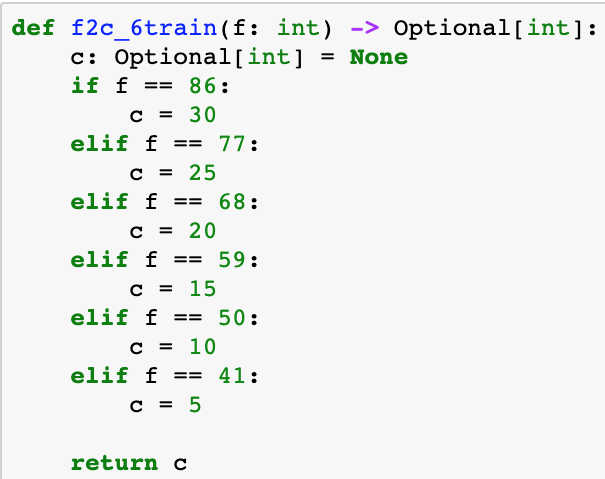 def f2c_6train(f: int) -> Optional[int]:
    c: Optional[int] = None
    if f == 86:
        c = 30
    elif f == 77:
        c = 25
    elif f == 68:
        c = 20
    elif f == 59:
        c = 15
    elif f == 50:
        c = 10
    elif f == 41:
        c = 5

    return c